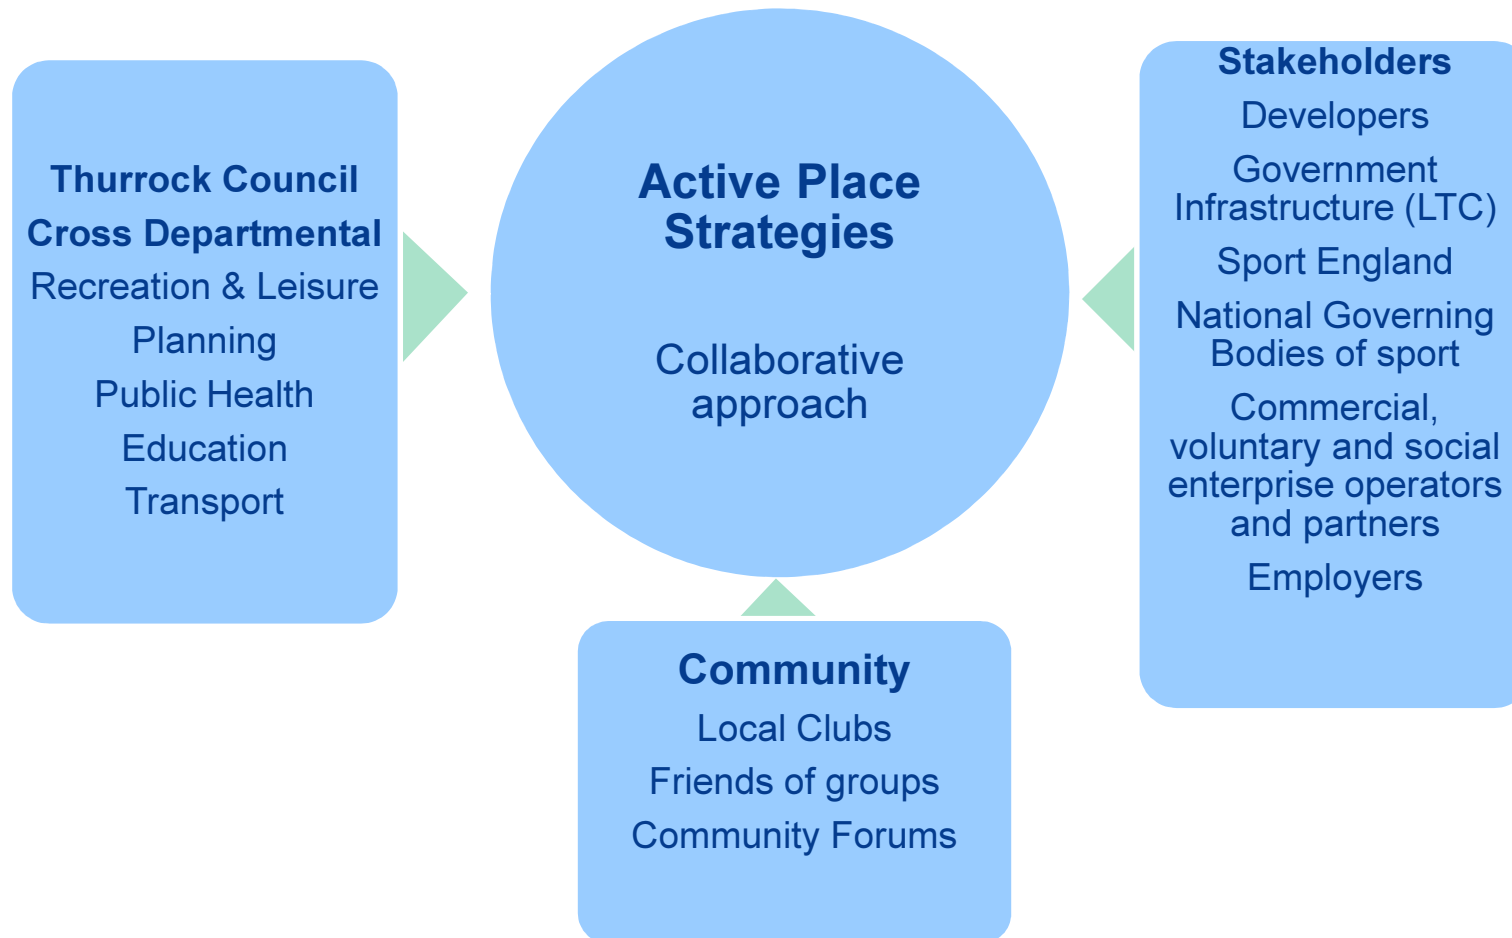 Thurrock Council
Cross Departmental
Recreation & Leisure
Planning
Public Health
Education
Transport
Active Place
Strategies
Collaborative
approach
Stakeholders
Developers
Government
Infrastructure (LTC)
Sport England
National Governing
Bodies of sport
Commercial,
voluntary and social
enterprise operators
and partners
Employers
Community
Local Clubs
Friends of groups
Community Forums